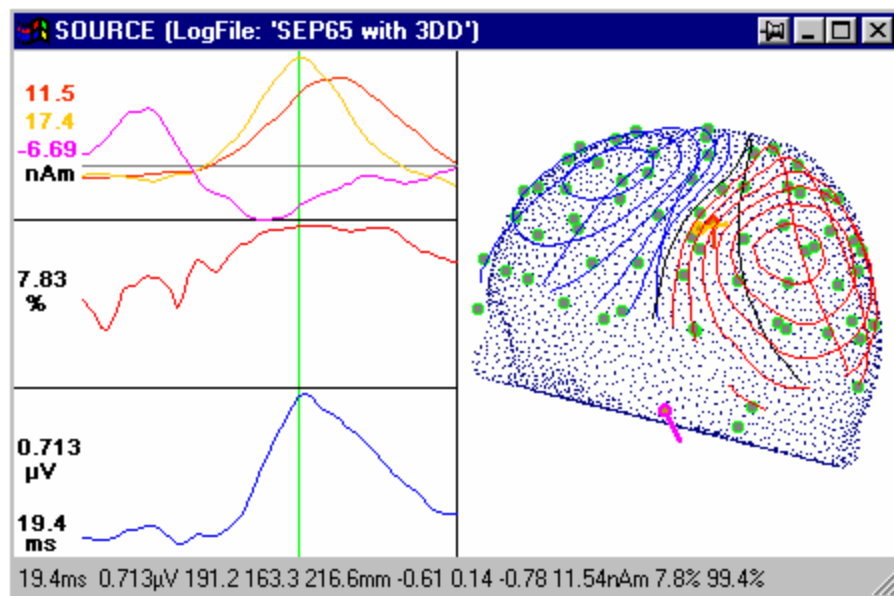 SOURCE (LogFile: 'SEP65 with 3DD')
11.5
17.4
-6.69
nAm
7.83
%
0.713
µV
19.4
ms
19.4ms 0.713µV 191.2 163.3 216.6mm -0.61 0.14 -0.78 11.54nAm 7.8% 99.4%